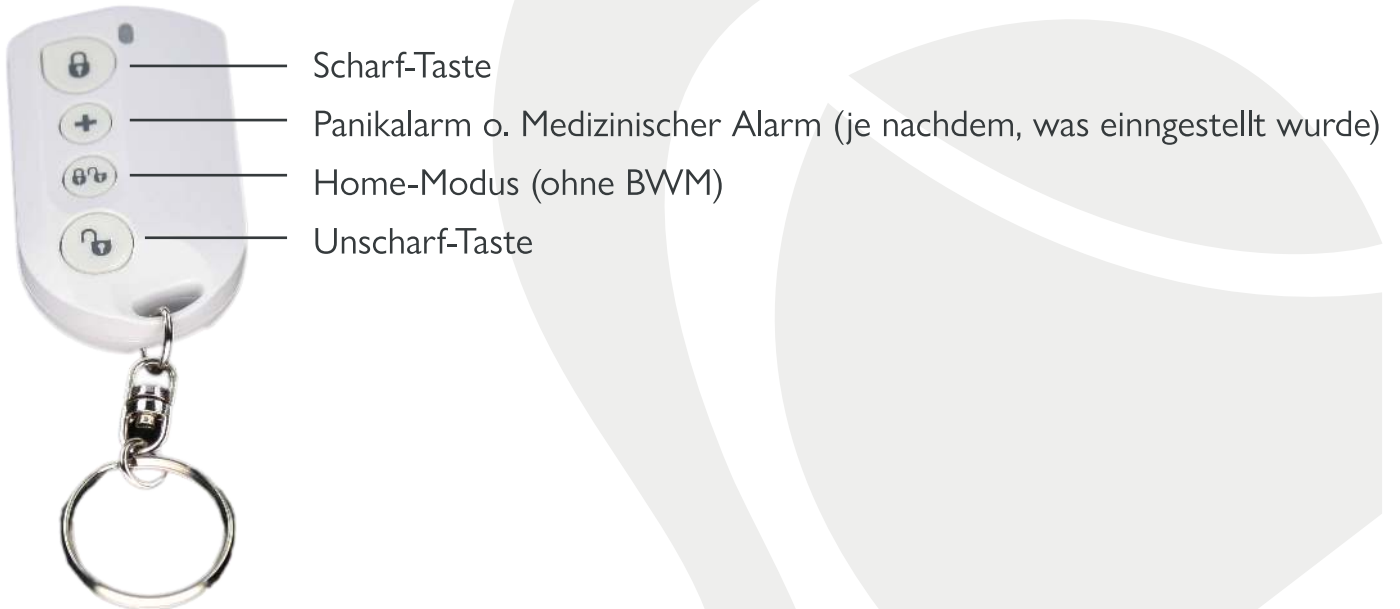 Scharf-Taste
Panikalarm o. Medizinischer Alarm (je nachdem, was einngestellt wurde)
Home-Modus (ohne BWM)
Unscharf-Taste